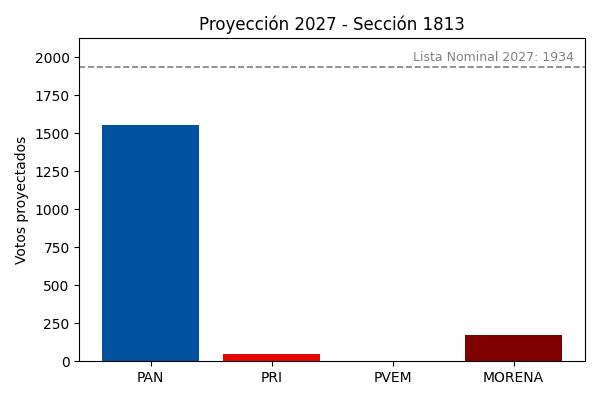 Proyección 2027 - Sección 1813
Lista Nominal 2027: 1934
Votos proyectados
2000
1750
1500
1250
1000
750
500
250
0
PAN PRI PVEM MORENA